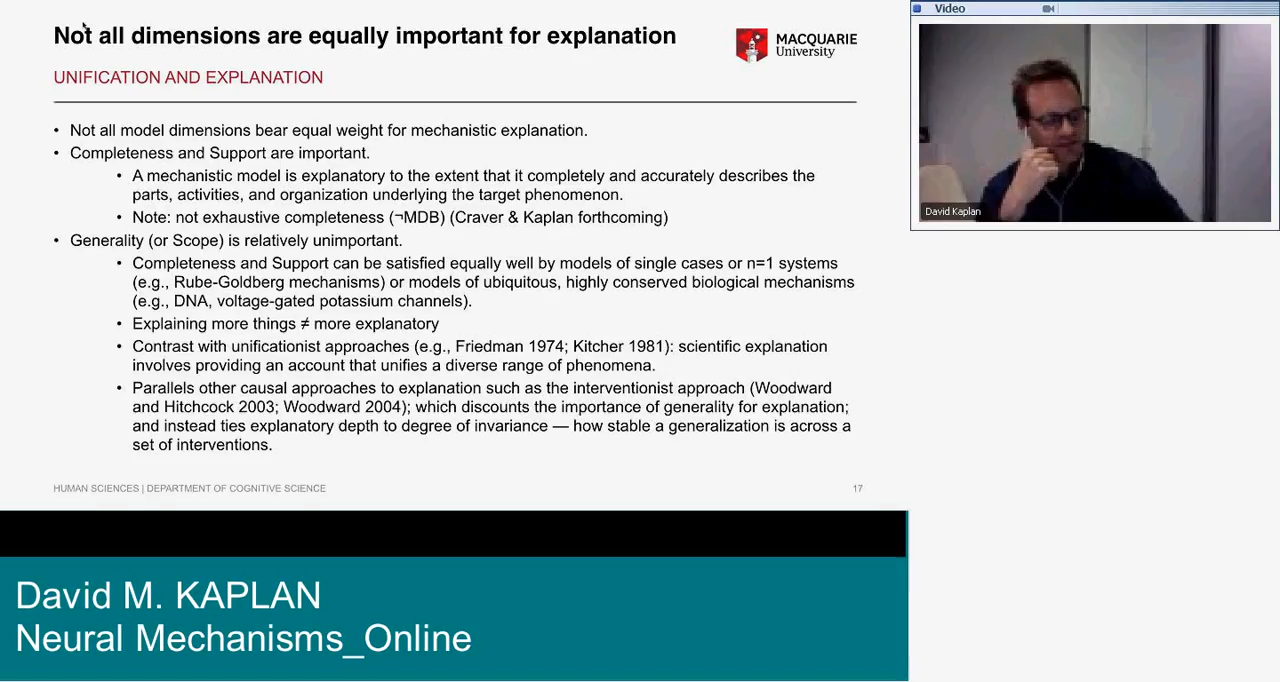 Not all dimensions are equally important for explanation
MACQUARIE
University
UNIFICATION AND EXPLANATION
• Not all model dimensions bear equal weight for mechanistic explanation.
• Completeness and Support are important.
• A mechanistic model is explanatory to the extent that it completely and accurately describes the
parts, activities, and organization underlying the target phenomenon.
• Note: not exhaustive completeness (¬MDB) (Craver & Kaplan forthcoming)
• Generality (or Scope) is relatively unimportant.
• Completeness and Support can be satisfied equally well by models of single cases or n=1 systems
(e.g., Rube-Goldberg mechanisms) or models of ubiquitous, highly conserved biological mechanisms
(e.g., DNA, voltage-gated potassium channels).
• Explaining more things ≠ more explanatory
• Contrast with unificationist approaches (e.g., Friedman 1974; Kitcher 1981): scientific explanation
involves providing an account that unifies a diverse range of phenomena.
• Parallels other causal approaches to explanation such as the interventionist approach (Woodward
and Hitchcock 2003; Woodward 2004); which discounts the importance of generality for explanation;
and instead ties explanatory depth to degree of invariance — how stable a generalization is across a
set of interventions.
HUMAN SCIENCES | DEPARTMENT OF COGNITIVE SCIENCE
17
Video
David Kaplan
David M. KAPLAN
Neural Mechanisms_Online